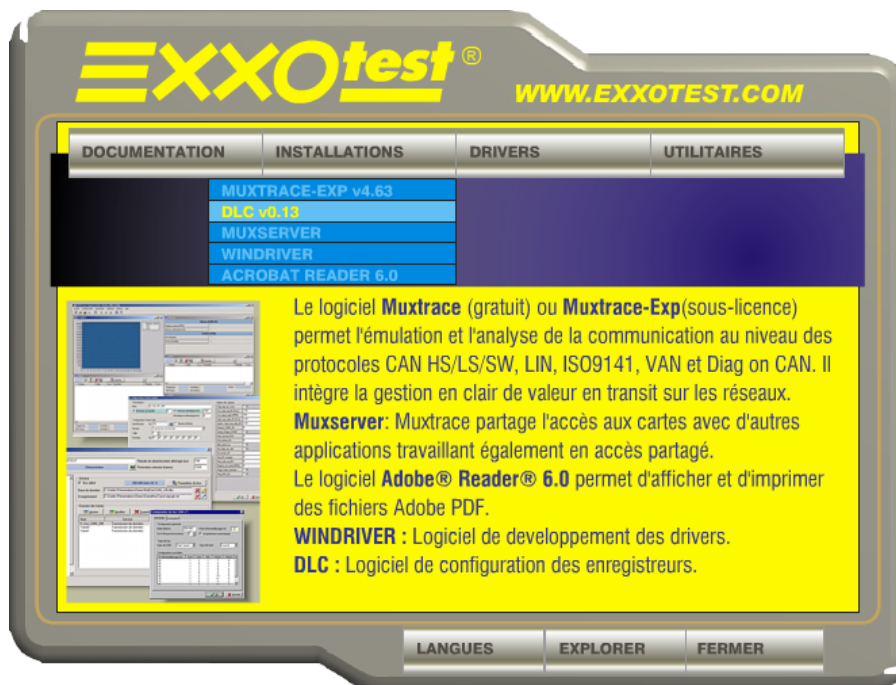 EXXOtest®
WWW.EXXOTEST.COM
DOCUMENTATION INSTALLATIONS DRIVERS UTILITAIRES
MUXTRACE-EXP v4.63
DLC v0.13
MUXSERVER
WINDRIVER
ACROBAT READER 6.0
Le logiciel Muxtrace (gratuit) ou Muxtrace-Exp(sous-licence)
permet l'émulation et l'analyse de la communication au niveau des
protocoles CAN HS/LS/SW, LIN, ISO9141, VAN et Diag on CAN. Il
intègre la gestion en clair de valeur en transit sur les réseaux.
Muxserver: Muxtrace partage l'accès aux cartes avec d'autres
applications travaillant également en accès partagé.
Le logiciel Adobe® Reader® 6.0 permet d'afficher et d'imprimer
des fichiers Adobe PDF.
WINDRIVER : Logiciel de developpement des drivers.
DLC : Logiciel de configuration des enregistreurs.
LANGUES EXPLORER FERMER